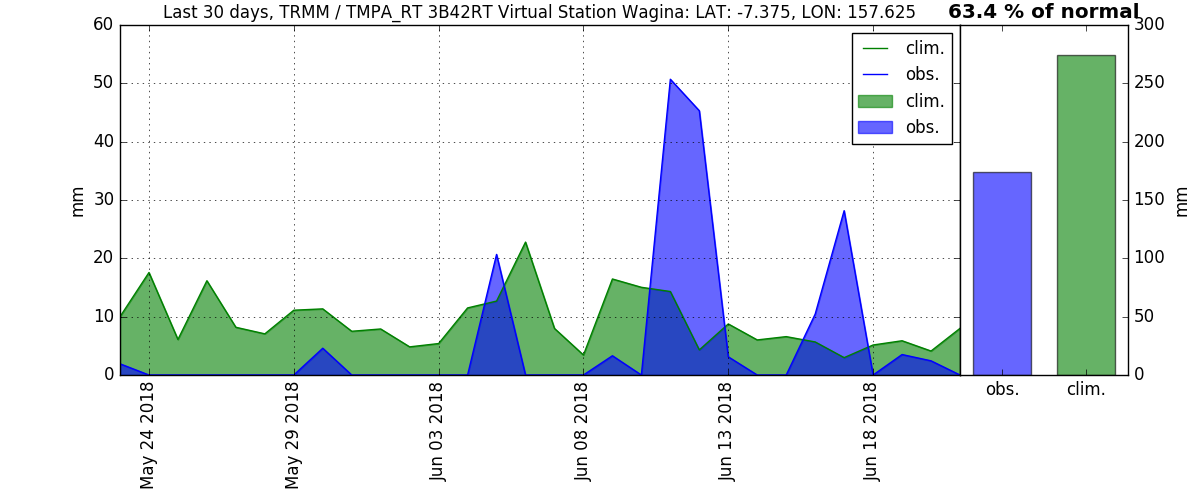 Last 30 days, TRMM / TMPA_RT 3B42RT Virtual Station Wagina: LAT: -7.375, LON: 157.625
63.4 % of normal
60
50
40
30
20
10
0
mm
clim.
obs.
clim.
obs.
May 24 2018
May 29 2018
Jun 03 2018
Jun 08 2018
Jun 13 2018
Jun 18 2018
300
250
200
150
100
50
0
mm
obs.
clim.